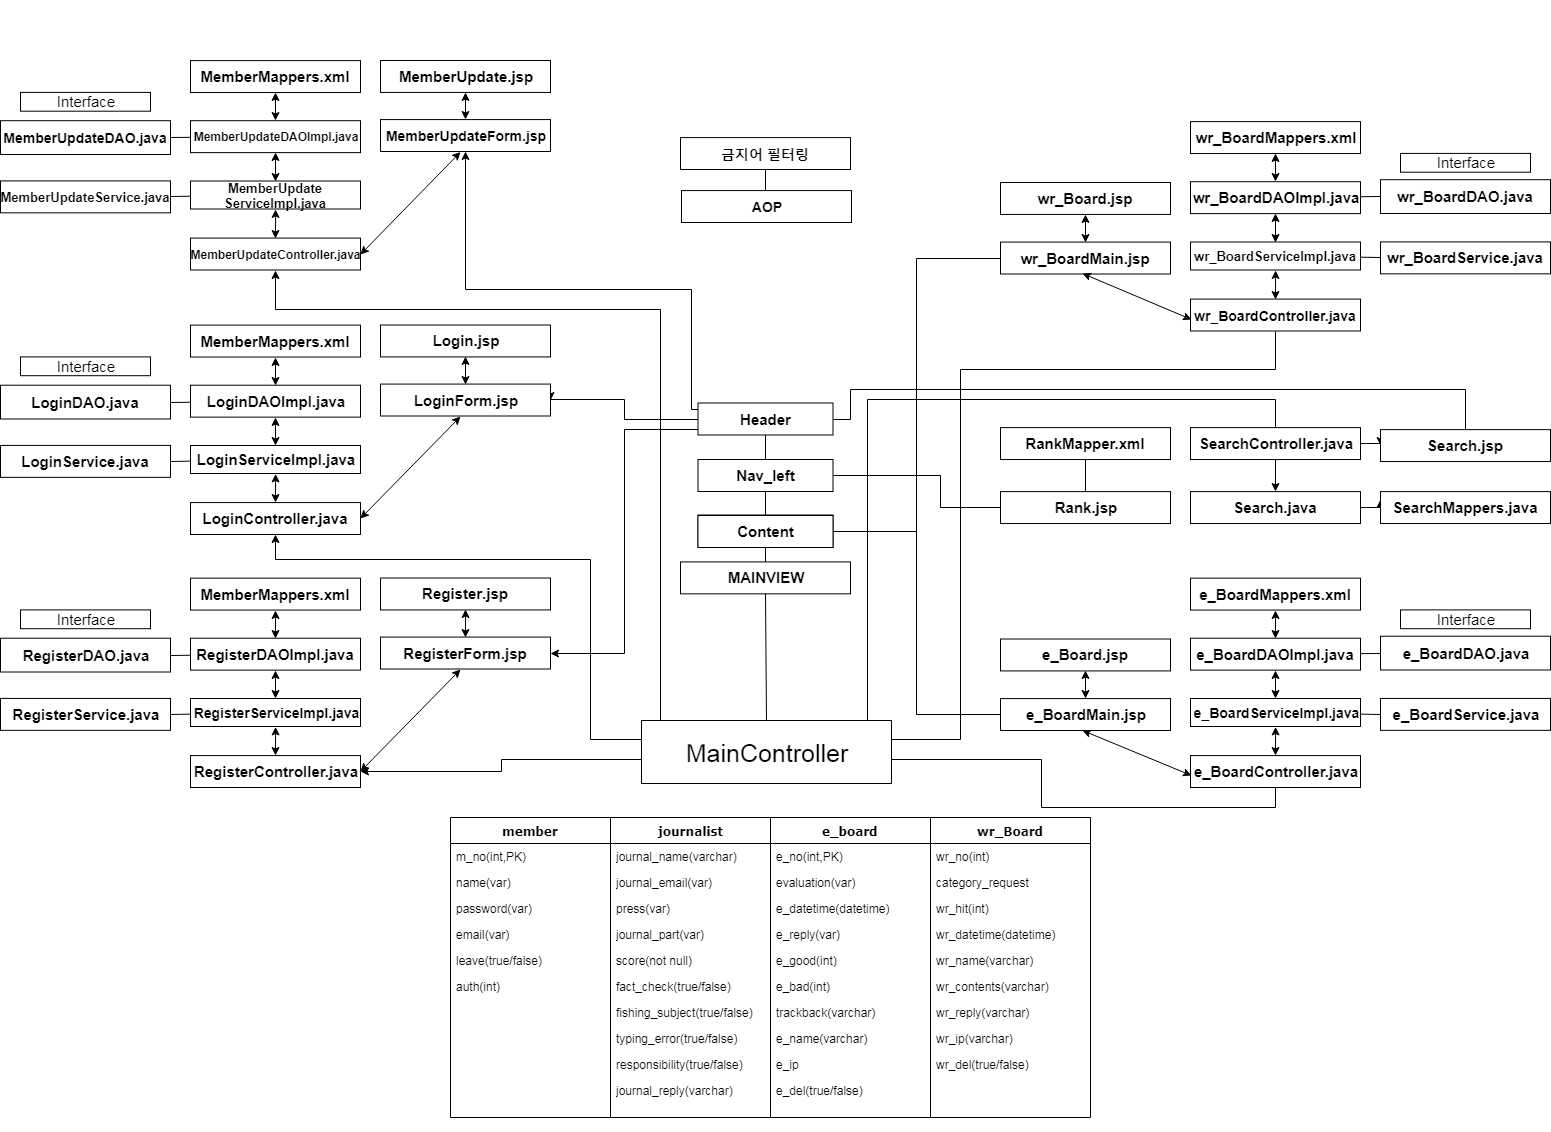 MemberMappers.xml
MemberUpdate.jsp
Interface
MemberUpdateDAO.java
MemberUpdateDAOImpl.java
MemberUpdateForm.jsp
MemberUpdateService.java
MemberUpdate
ServiceImpl.java
MemberUpdateController.java
금지어 필터링
AOP
wr_BoardMappers.xml
Interface
wr_Board.jsp
wr_BoardDAOImpl.java
wr_BoardDAO.java
wr_BoardMain.jsp
wr_BoardServiceImpl.java
wr_BoardService.java
wr_BoardController.java
MemberMappers.xml
Login.jsp
Interface
LoginDAO.java
LoginDAOImpl.java
LoginForm.jsp
LoginService.java
LoginServiceImpl.java
LoginController.java
Header
Nav_left
Content
MAINVIEW
RankMapper.xml
SearchController.java
Search.jsp
Rank.jsp
Search.java
SearchMappers.java
MemberMappers.xml
Register.jsp
Interface
RegisterDAO.java
RegisterDAOImpl.java
RegisterForm.jsp
RegisterService.java
RegisterServiceImpl.java
RegisterController.java
e_BoardMappers.xml
Interface
e_Board.jsp
e_BoardDAOImpl.java
e_BoardDAO.java
e_BoardMain.jsp
e_BoardServiceImpl.java
e_BoardService.java
e_BoardController.java
MainController
member
m_no(int,PK)
name(var)
password(var)
email(var)
leave(true/false)
auth(int)
journalist
journal_name(varchar)
journal_email(var)
press(var)
journal_part(var)
score(not null)
fact_check(true/false)
fishing_subject(true/false)
typing_error(true/false)
responsibility(true/false)
journal_reply(varchar)
e_board
e_no(int,PK)
evaluation(var)
e_datetime(datetime)
e_reply(var)
e_good(int)
e_bad(int)
trackback(varchar)
e_name(varchar)
e_ip
e_del(true/false)
wr_Board
wr_no(int)
category_request
wr_hit(int)
wr_datetime(datetime)
wr_name(varchar)
wr_contents(varchar)
wr_reply(varchar)
wr_ip(varchar)
wr_del(true/false)